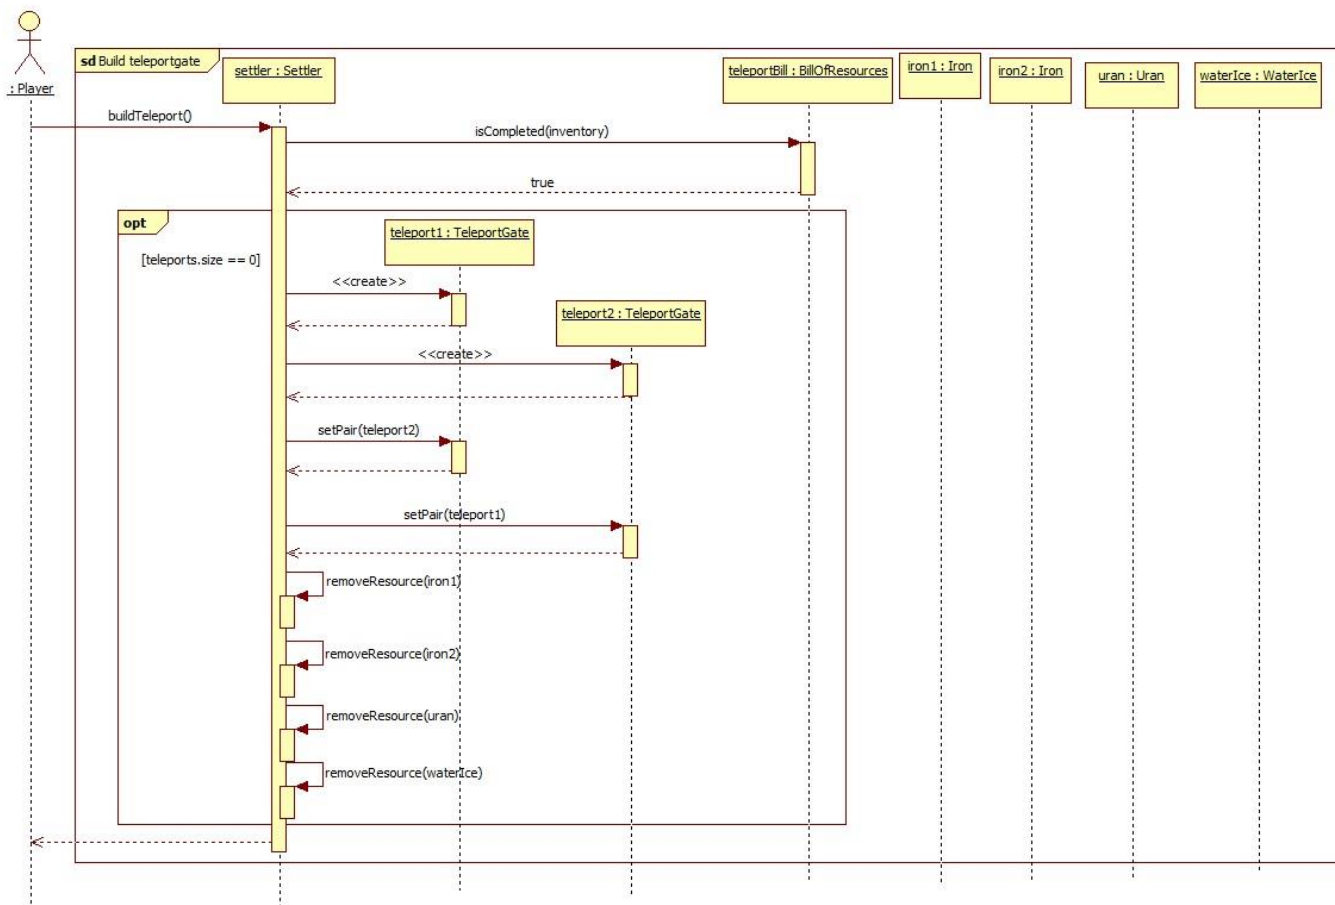 : Player
sd Build teleportgate
settler : Settler
teleportBill : BillOfResources
iron1 : Iron
iron2 : Iron
uran : Uran
waterIce : WaterIce
buildTeleport()
isCompleted(inventory)
true
opt
[teleports.size == 0]
teleport1 : TeleportGate
<<create>>
teleport2 : TeleportGate
<<create>>
setPair(teleport2)
setPair(teleport1)
removeResource(iron1)
removeResource(iron2)
removeResource(uran)
removeResource(waterIce)